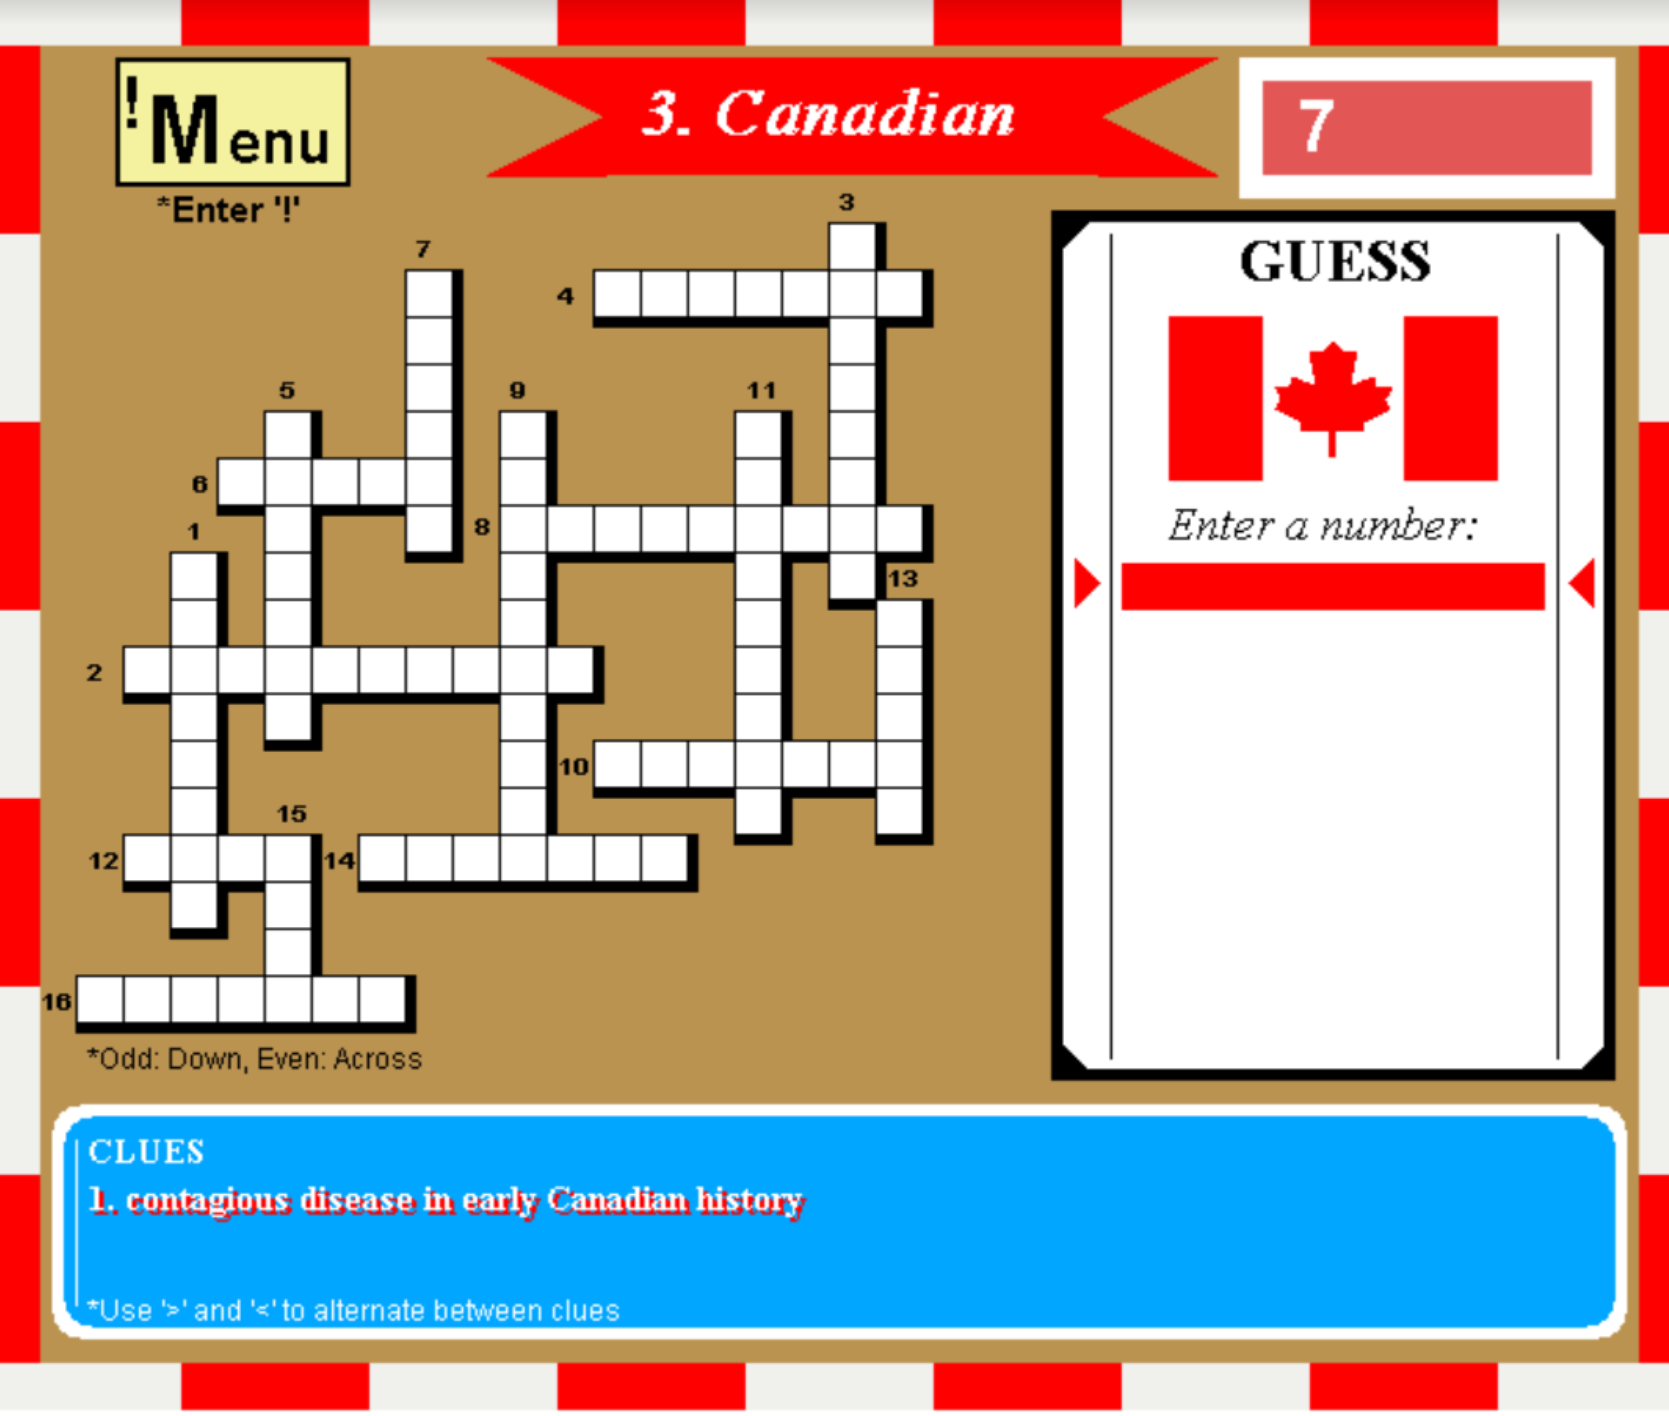 !Menu
*Enter '!'
3. Canadian
7
3
7
4
5
9
11
6
1
8
13
2
10
15
12
14
16
*Odd: Down, Even: Across
GUESS
Enter a number:
CLUES
1. contagious disease in early Canadian history
*Use '>' and '<' to alternate between clues